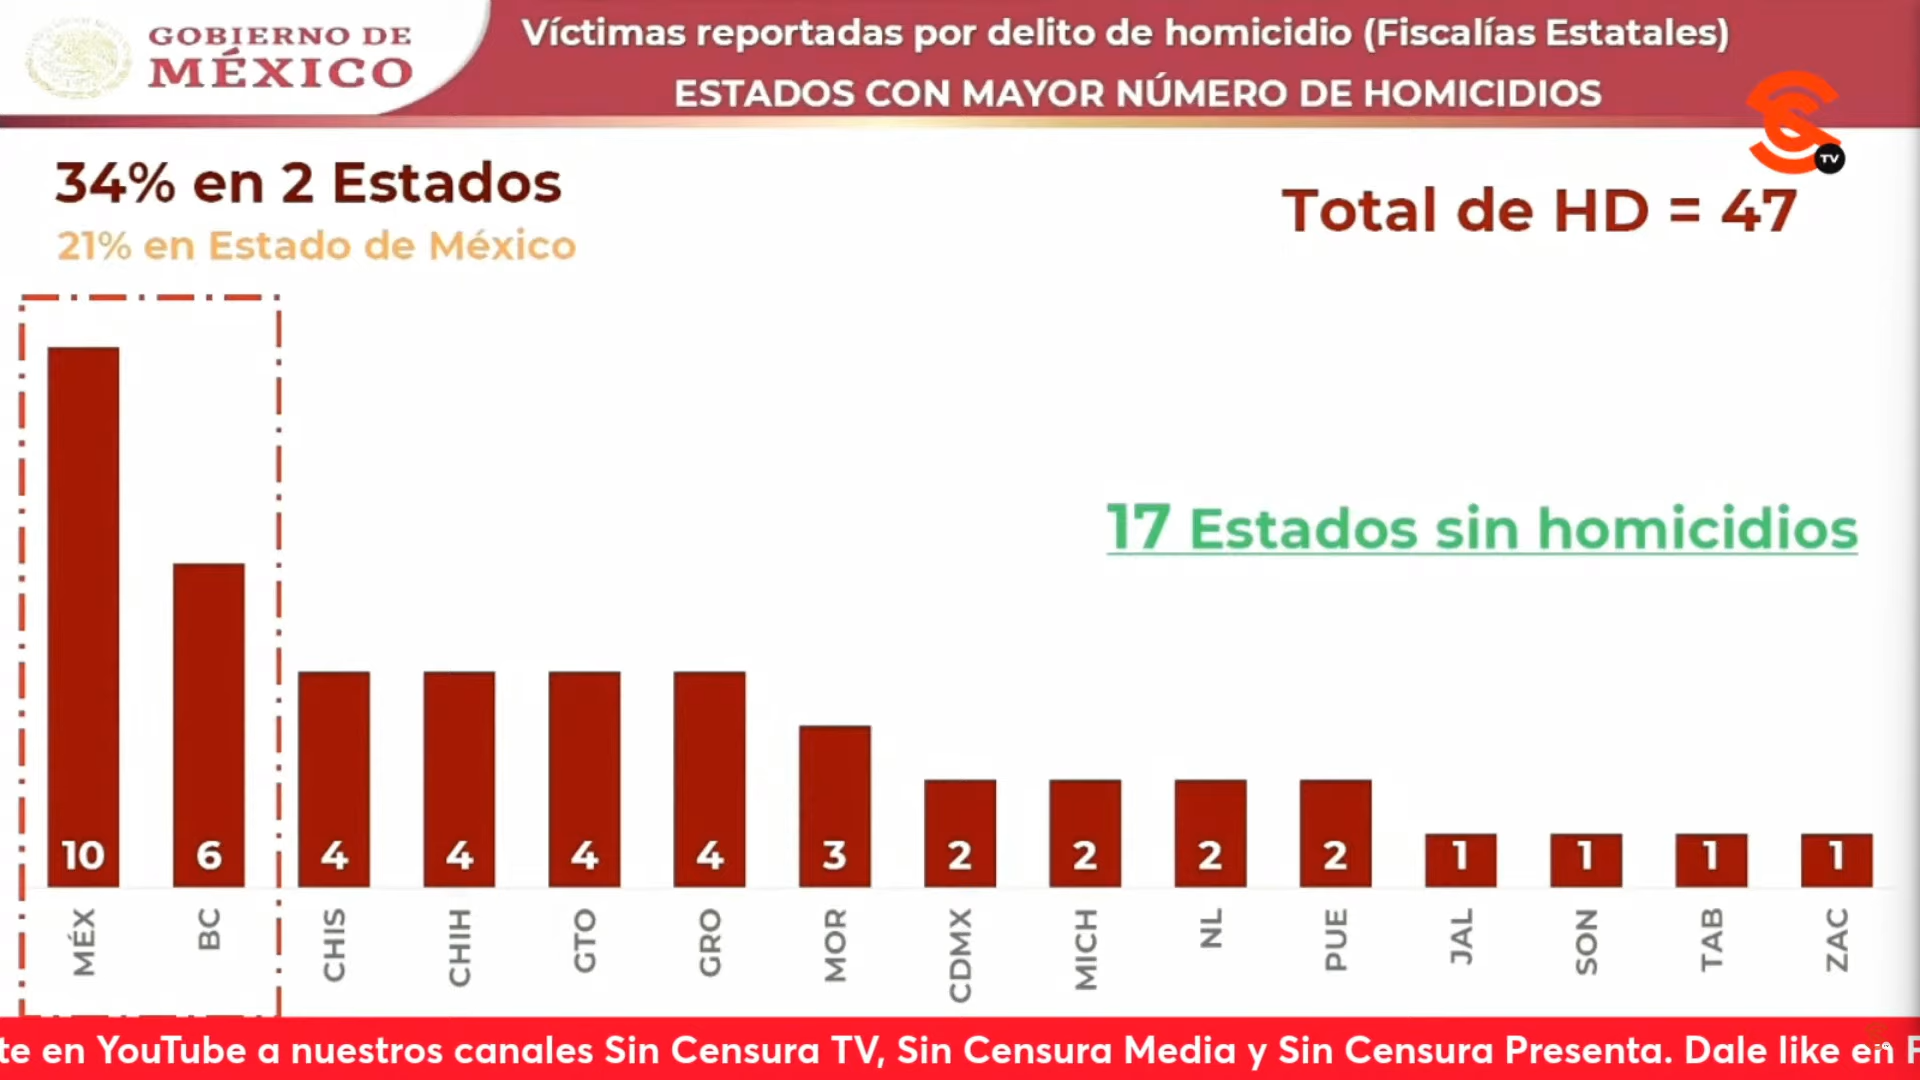 GOBIERNO DE
MÉXICO
Víctimas reportadas por delito de homicidio (Fiscalías Estatales)
ESTADOS CON MAYOR NÚMERO DE HOMICIDIOS
TV
34% en 2 Estados
21% en Estado de México
Total de HD = 47
17 Estados sin homicidios
10 6 4 4 4 4 3 2 2 2 2 1 1 1 1
MÉX BC CHIS CHIH GTO GRO MOR CDMX MICH NL PUE JAL SON TAB ZAC
te en YouTube a nuestros canales Sin Censura TV, Sin Censura Media y Sin Censura Presenta. Dale like en F